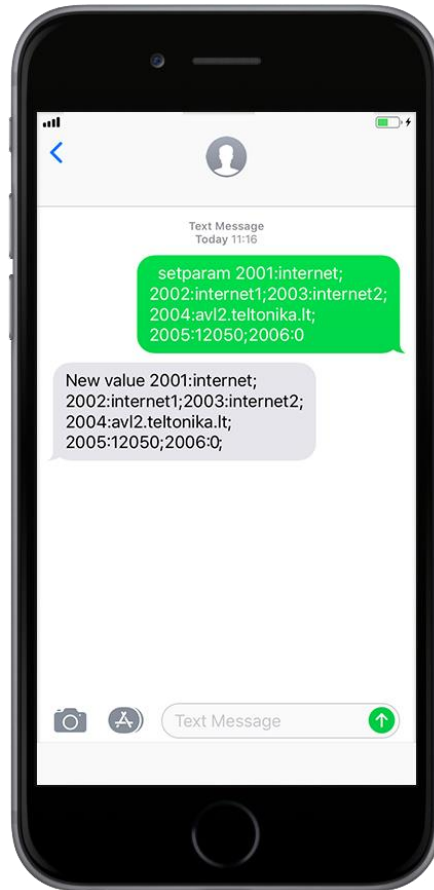 Text Message
Today 11:16
setparam 2001:internet;
2002:internet1;2003:internet2;
2004:avl2.teltonika.lt;
2005:12050;2006:0
New value 2001:internet;
2002:internet1;2003:internet2;
2004:avl2.teltonika.lt;
2005:12050;2006:0;
Text Message